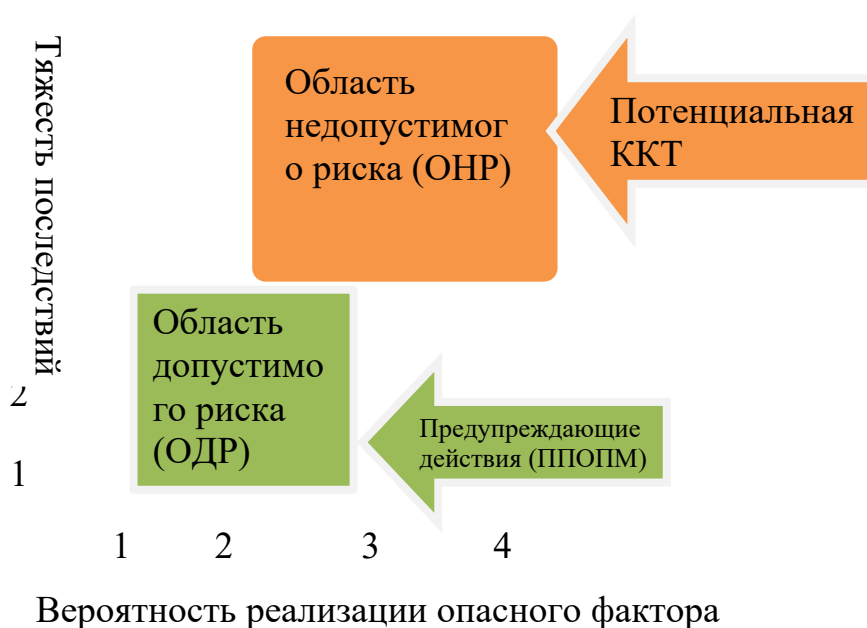 Тяжесть последствий
Область
недопустимог
о риска (ОНР)
Потенциальная
ККТ
Область
допустимо
го риска
(ОДР)
Предупреждающие
действия (ППОПМ)
2
1
1 2 3 4
Вероятность реализации опасного фактора